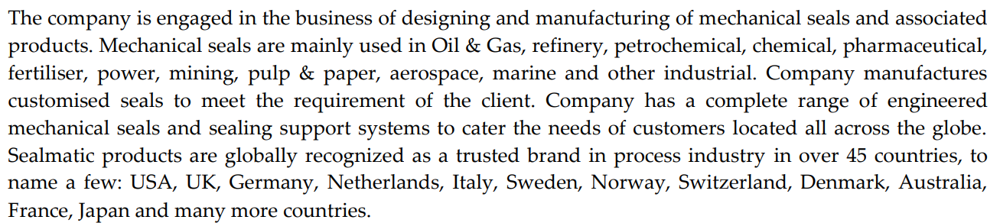 The company is engaged in the business of designing and manufacturing of mechanical seals and associated
products. Mechanical seals are mainly used in Oil & Gas, refinery, petrochemical, chemical, pharmaceutical,
fertiliser, power, mining, pulp & paper, aerospace, marine and other industrial. Company manufactures
customised seals to meet the requirement of the client. Company has a complete range of engineered
mechanical seals and sealing support systems to cater the needs of customers located all across the globe.
Sealmatic products are globally recognized as a trusted brand in process industry in over 45 countries, to
name a few: USA, UK, Germany, Netherlands, Italy, Sweden, Norway, Switzerland, Denmark, Australia,
France, Japan and many more countries.